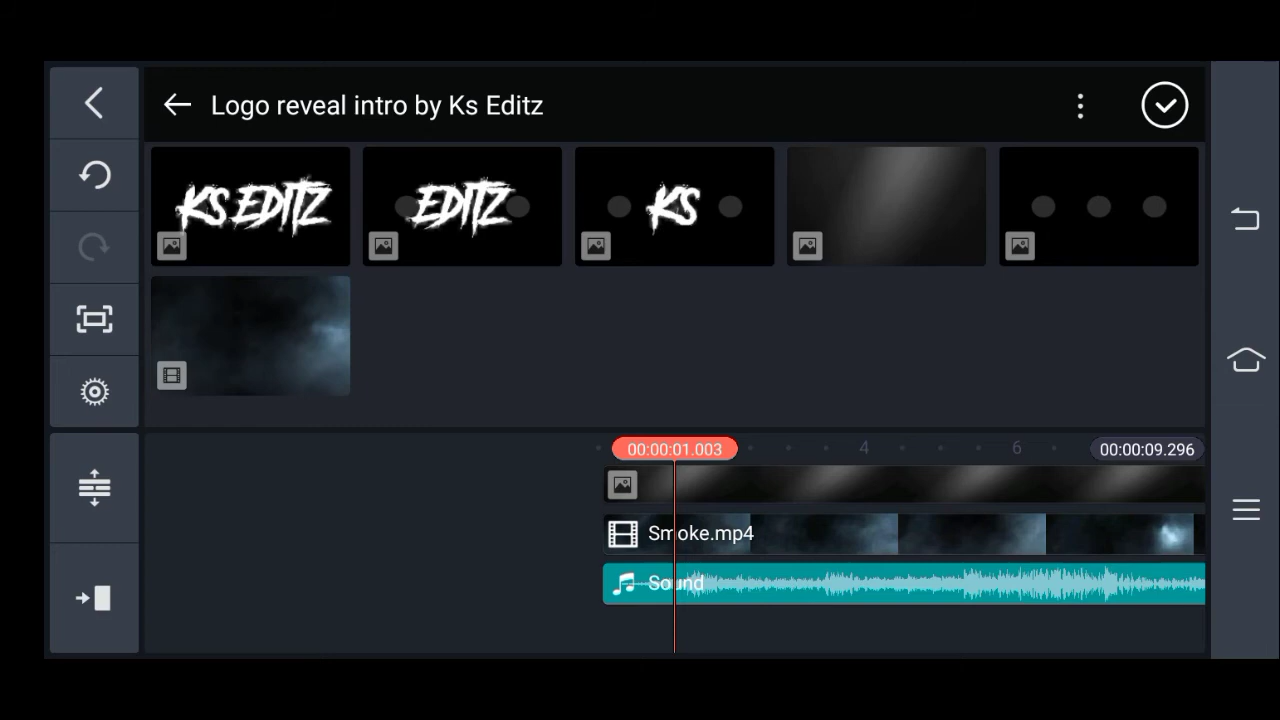 Logo reveal intro by Ks Editz
KS EDITZ
EDITZ
KS
00:00:01.003
4
6
00:00:09.296
Smoke.mp4
Sound